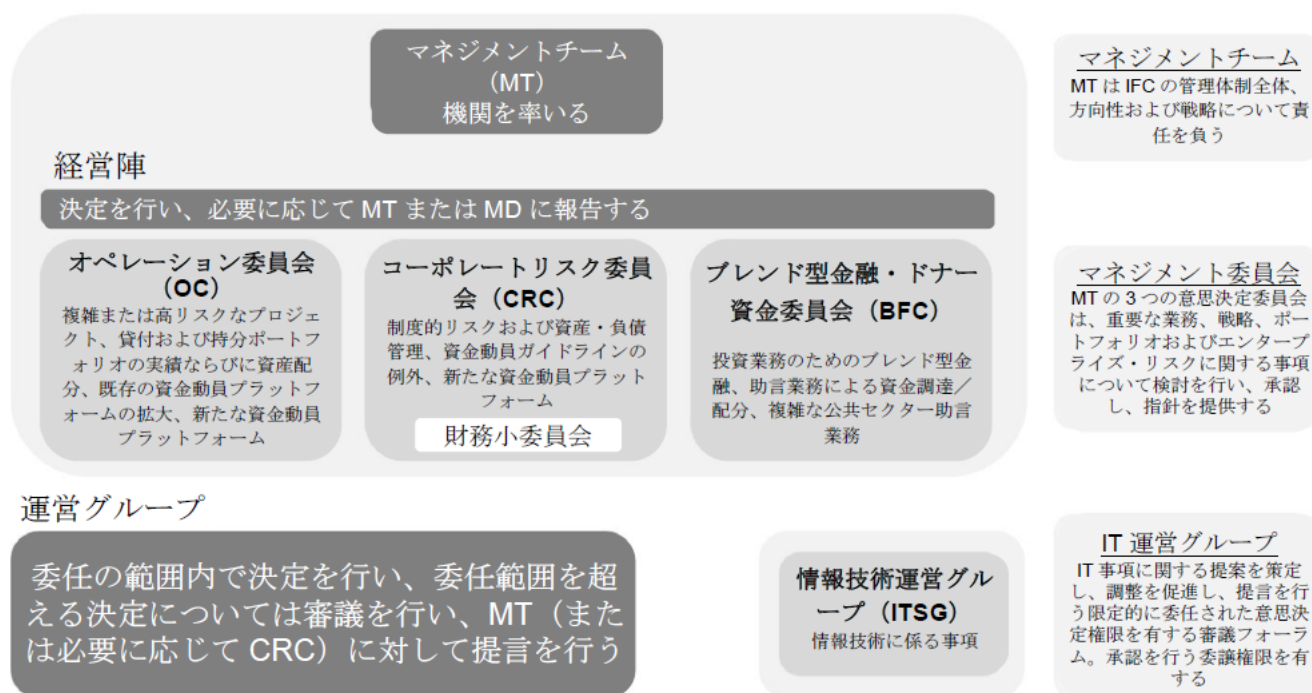 マネジメントチーム
（MT）
機関を率いる
経営陣
決定を行い、必要に応じて MT または MD に報告する
オペレーション委員会
（OC）
複雑または高リスクなプロジェ
クト、貸付および持分ポートフ
ォリオの実績ならびに資産配
分、既存の資金動員プラットフ
ォームの拡大、新たな資金動員
プラットフォーム
コーポレートリスク委員
会（CRC）
制度的リスクおよび資産・負債
管理、資金動員ガイドラインの
例外、新たな資金動員プラット
フォーム
財務小委員会
ブレンド型金融・ドナー
資金委員会（BFC）
投資業務のためのブレンド型金
融、助言業務による資金調達／
配分、複雑な公共セクター助言
業務
マネジメントチーム
MT は IFC の管理体制全体、
方向性および戦略について責
任を負う
マネジメント委員会
MT の 3 つの意思決定委員会
は、重要な業務、戦略、ポー
トフォリオおよびエンタープ
ライズ・リスクに関する事項
について検討を行い、承認
し、指針を提供する
運営グループ
委任の範囲内で決定を行い、委任範囲を超
える決定については審議を行い、MT（また
は必要に応じて CRC）に対して提言を行う
情報技術運営グル
ープ（ITSG）
情報技術に係る事項
IT 運営グループ
IT 事項に関する提案を策定
し、調整を促進し、提言を行
う限定的に委任された意思決
定権限を有する審議フォーラ
ム。承認を行う委譲権限を有
する